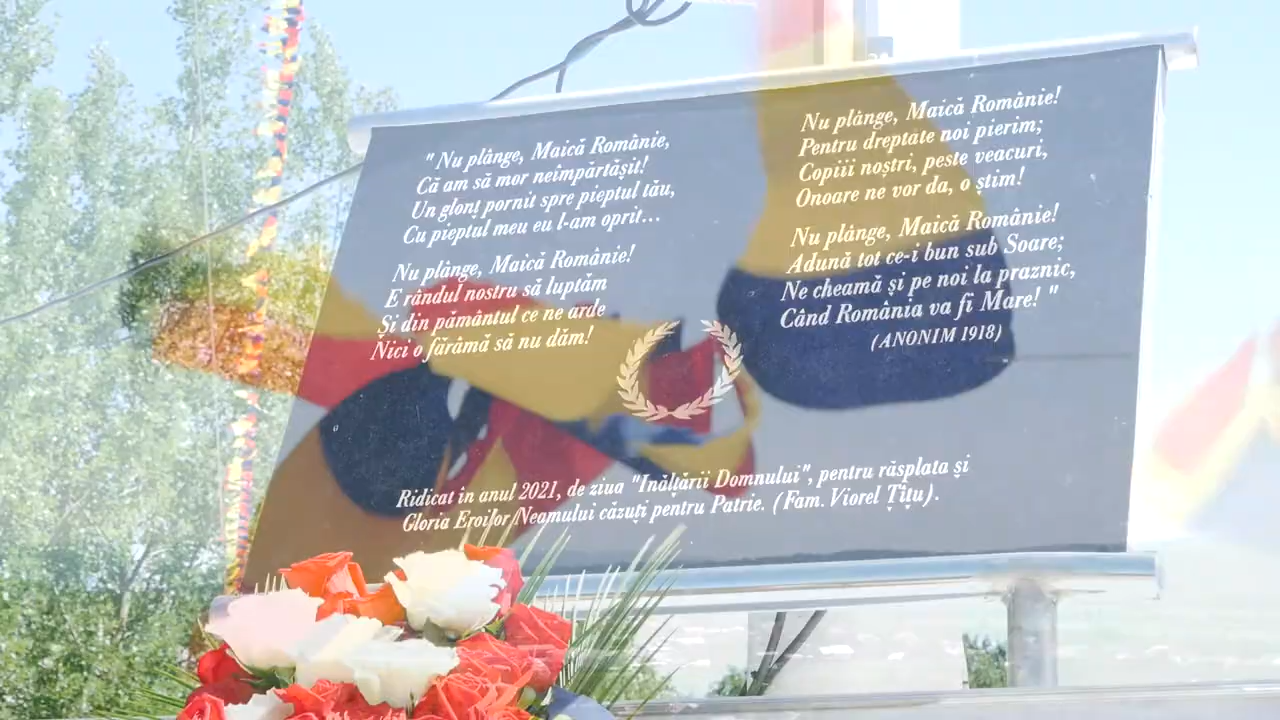 "Nu plânge, Maică Românie,
Că am să mor neîmpărtășit!
Un glonț pornit spre pieptul tău,
Cu pieptul meu eu l-am oprit...
Nu plânge, Maică Românie!
E rândul nostru să luptăm
Și din pământul ce ne arde
Nici o fărâmă să nu dăm!
Nu plânge, Maică Românie!
Pentru dreptate noi pierim;
Copiii noștri, peste veacuri,
Onoare ne vor da, o știm!
Nu plânge, Maică Românie!
Adună tot ce-i bun sub Soare;
Ne cheamă și pe noi la praznic,
Când România va fi Mare! "
(ANONIM 1918)
Ridicat în anul 2021, de ziua "Inălțării Domnului", pentru răsplata și
Gloria Eroilor Neamului căzuți pentru Patrie. (Fam. Viorel Țîțu).